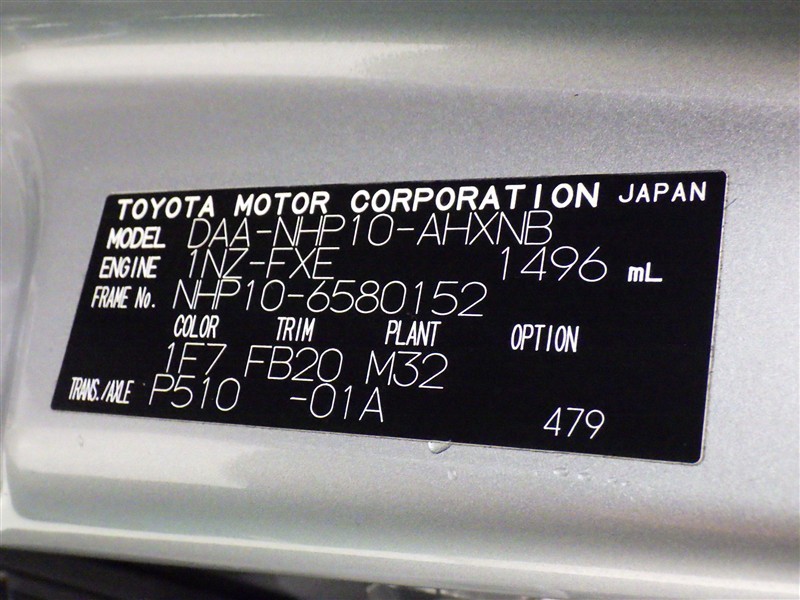 TOYOTA MOTOR CORPORATION JAPAN
MODEL DAA-NHP10-AHXNB
ENGINE 1NZ-FXE 1496 mL
FRAME No. NHP10-6580152
COLOR TRIM PLANT OPTION
1F7 FB20 M32
TRANS./AXLE P510 -01A 479